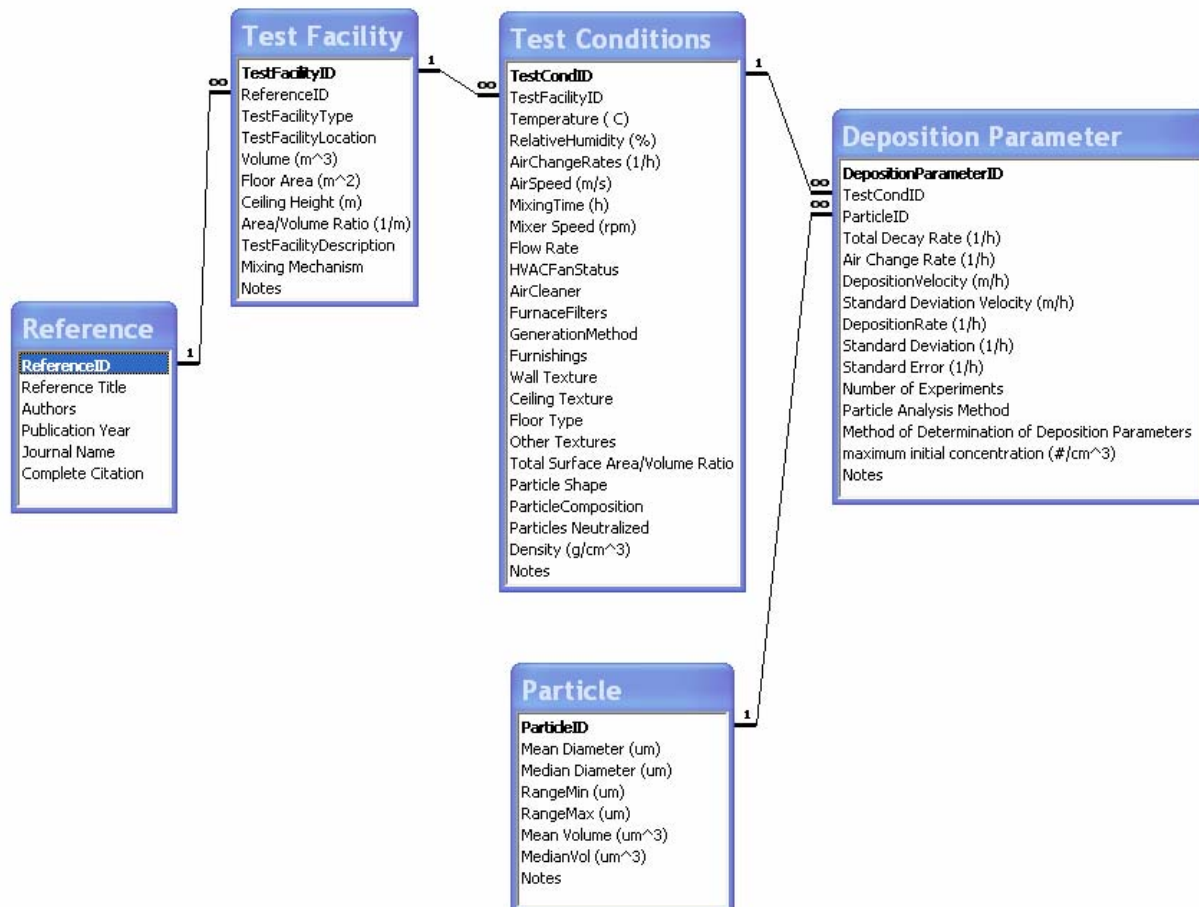 Reference
ReferenceID
Reference Title
Authors
Publication Year
Journal Name
Complete Citation
1
∞
Test Facility
TestFacilityID
ReferenceID
TestFacilityType
TestFacilityLocation
Volume (m^3)
Floor Area (m^2)
Ceiling Height (m)
Area/Volume Ratio (1/m)
TestFacilityDescription
Mixing Mechanism
Notes
1
∞
Test Conditions
TestCondID
TestFacilityID
Temperature ( C)
RelativeHumidity (%)
AirChangeRates (1/h)
AirSpeed (m/s)
MixingTime (h)
Mixer Speed (rpm)
Flow Rate
HVACFanStatus
AirCleaner
FurnaceFilters
GenerationMethod
Furnishings
Wall Texture
Ceiling Texture
Floor Type
Other Textures
Total Surface Area/Volume Ratio
Particle Shape
ParticleComposition
Particles Neutralized
Density (g/cm^3)
Notes
1
∞
∞
Deposition Parameter
DepositionParameterID
TestCondID
ParticleID
Total Decay Rate (1/h)
Air Change Rate (1/h)
DepositionVelocity (m/h)
Standard Deviation Velocity (m/h)
DepositionRate (1/h)
Standard Deviation (1/h)
Standard Error (1/h)
Number of Experiments
Particle Analysis Method
Method of Determination of Deposition Parameters
maximum initial concentration (#/cm^3)
Notes
Particle
ParticleID
Mean Diameter (um)
Median Diameter (um)
RangeMin (um)
RangeMax (um)
Mean Volume (um^3)
MedianVol (um^3)
Notes
1